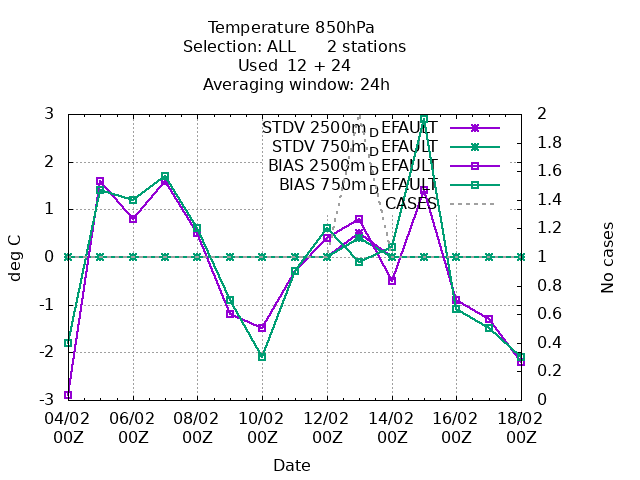 Temperature 850hPa
Selection: ALL 2 stations
Used 12 + 24
Averaging window: 24h
STDV 2500m_DEFAULT
STDV 750m_DEFAULT
BIAS 2500m_DEFAULT
BIAS 750m_DEFAULT
CASES
3
2
1
0
-1
-2
-3
deg C
2
1.8
1.6
1.4
1.2
1
0.8
0.6
0.4
0.2
0
No cases
04/02 06/02 08/02 10/02 12/02 14/02 16/02 18/02
00Z 00Z 00Z 00Z 00Z 00Z 00Z 00Z
Date